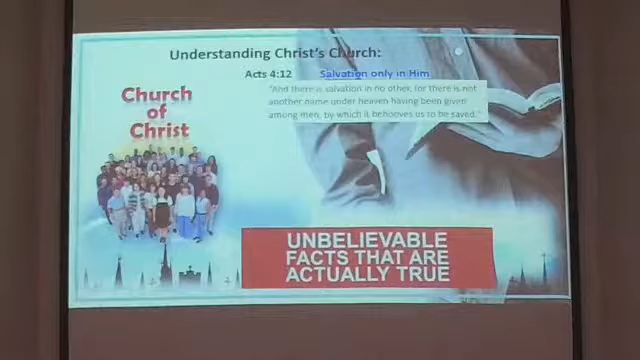 Understanding Christ's Church:
Acts 4:12 Salvation only in Him
"And there is salvation in no other, for there is not
another name under heaven having been given
among men, by which it behooves us to be saved."
Church
of
Christ
UNBELIEVABLE
FACTS THAT ARE
ACTUALLY TRUE